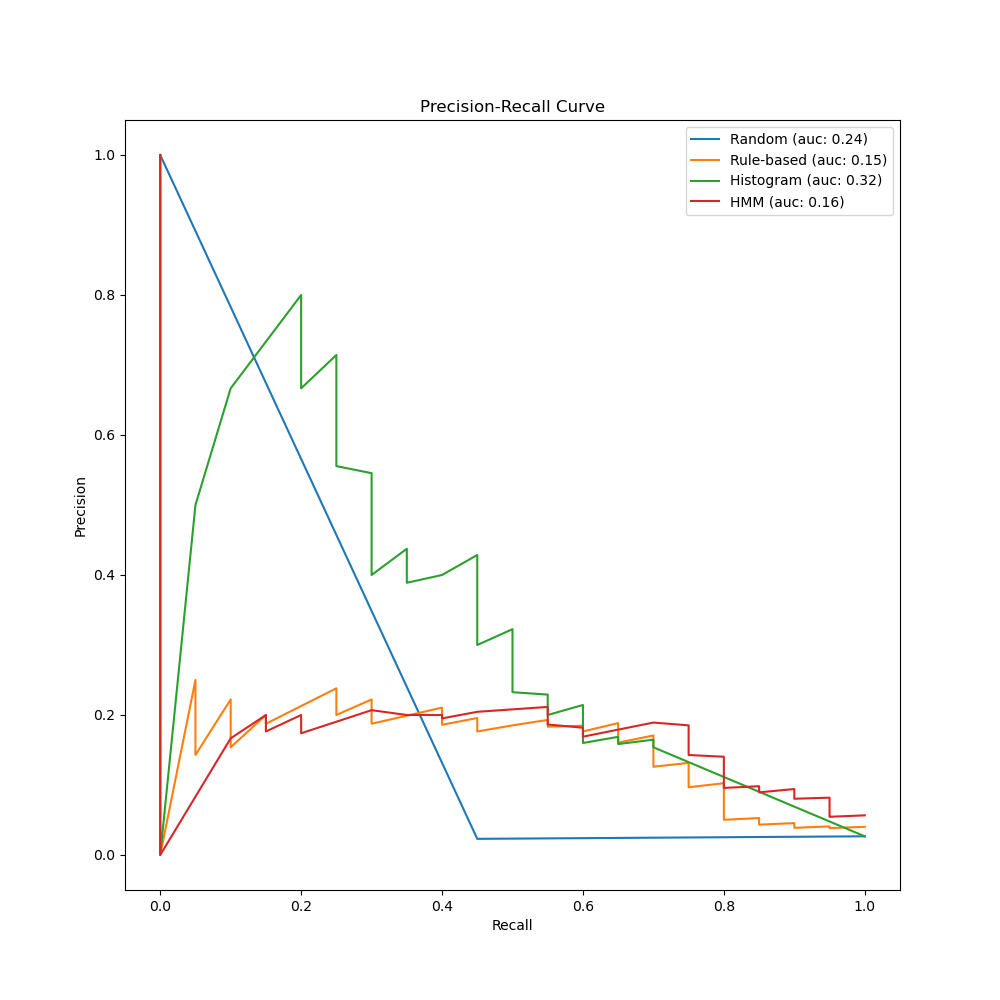 Precision-Recall Curve
Random (auc: 0.24)
Rule-based (auc: 0.15)
Histogram (auc: 0.32)
HMM (auc: 0.16)
1.0
0.8
0.6
0.4
0.2
0.0
Precision
0.0 0.2 0.4 0.6 0.8 1.0
Recall